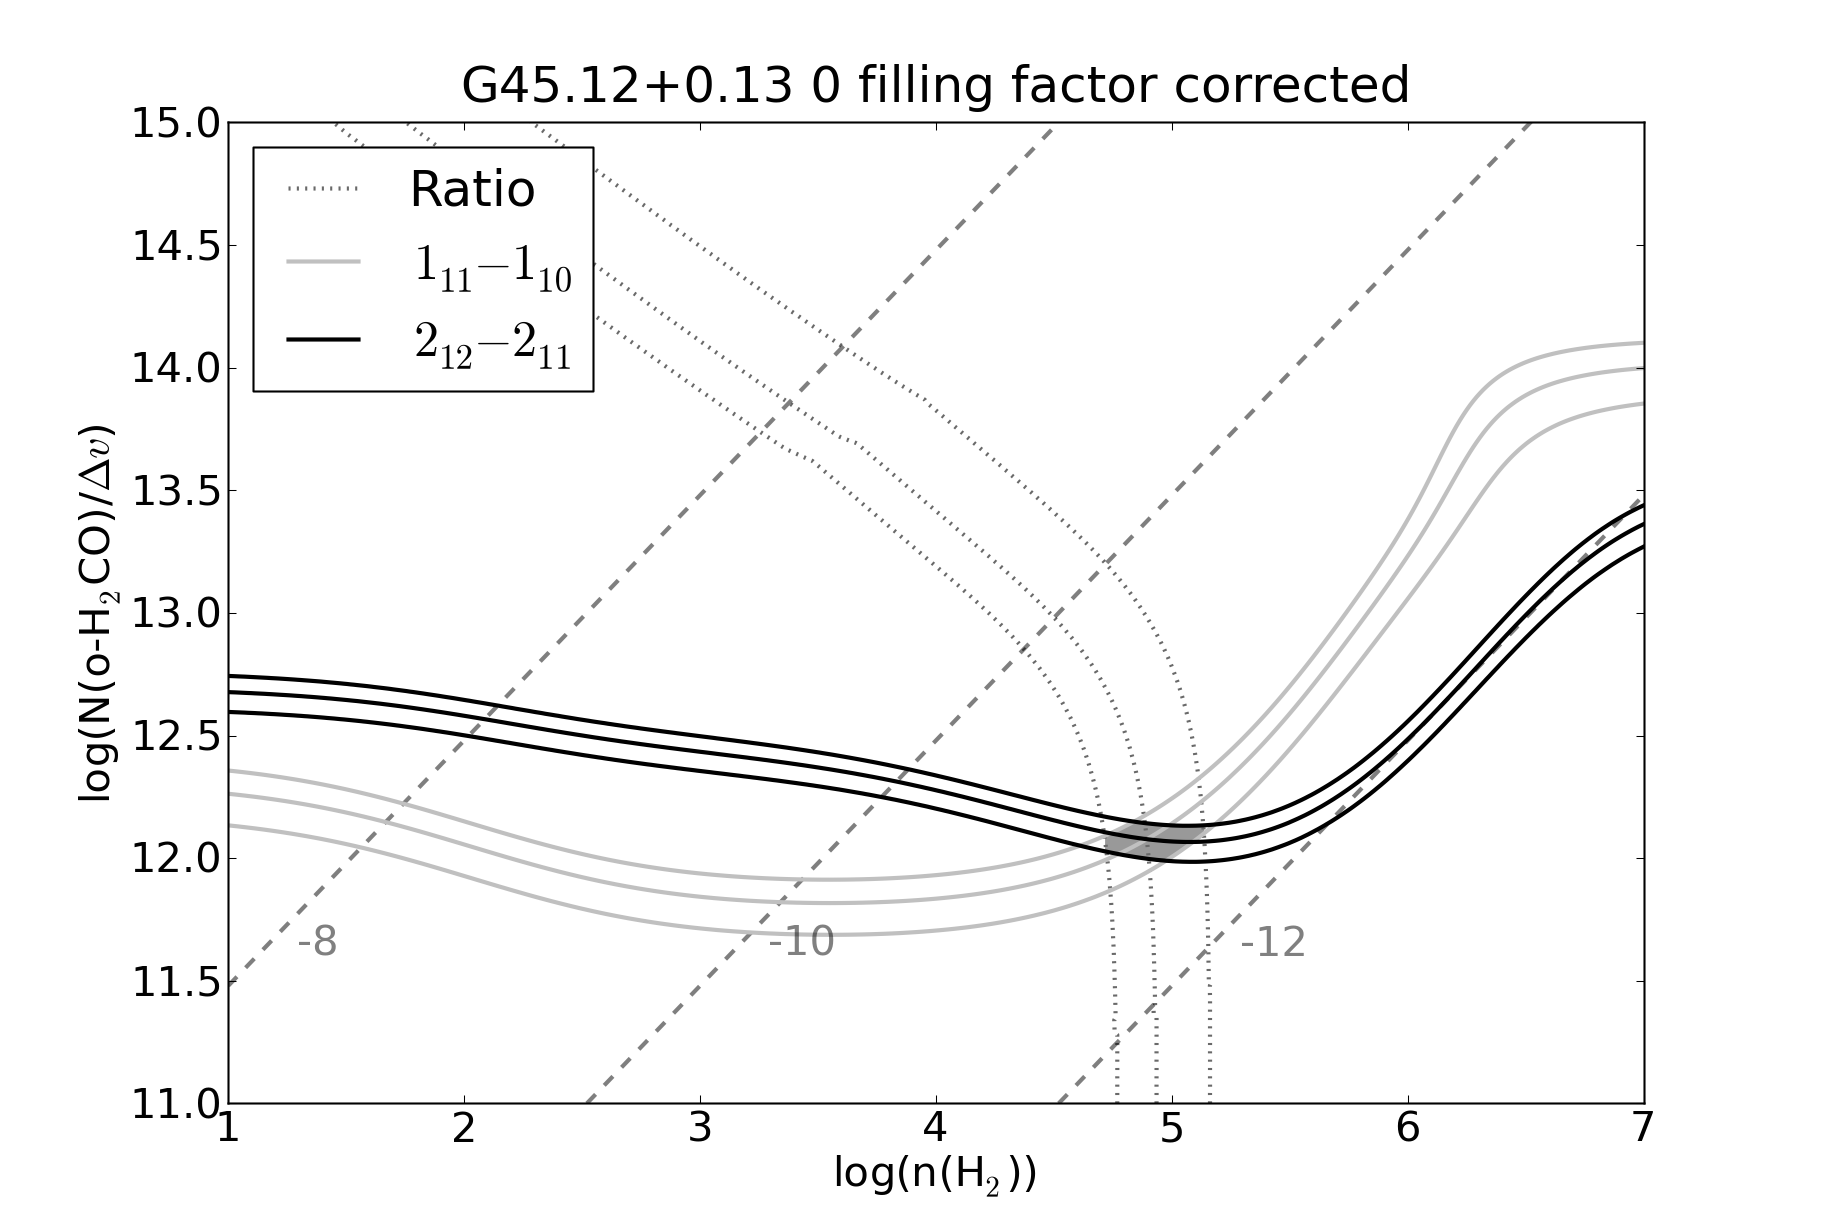 G45.12+0.13 0 filling factor corrected
15.0
14.5
14.0
13.5
13.0
12.5
12.0
11.5
11.0
log(N(o-H₂CO)/Δv)
Ratio
1₁₁−1₁₀
2₁₂−2₁₁
-8
-10
-12
1 2 3 4 5 6 7
log(n(H₂))